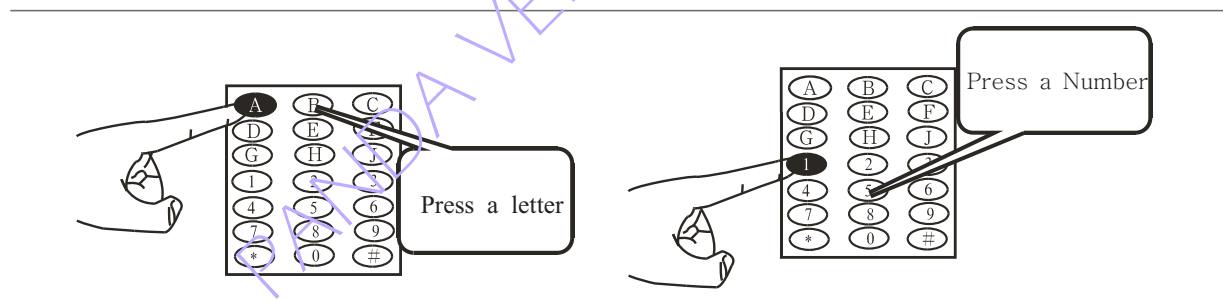 A B C
D E F
G H J
1 2 3
4 5 6
7 8 9
* 0 #
Press a letter
A B C
D E F
G H J
1 2 3
4 5 6
7 8 9
* 0 #
Press a Number
PANDA VE